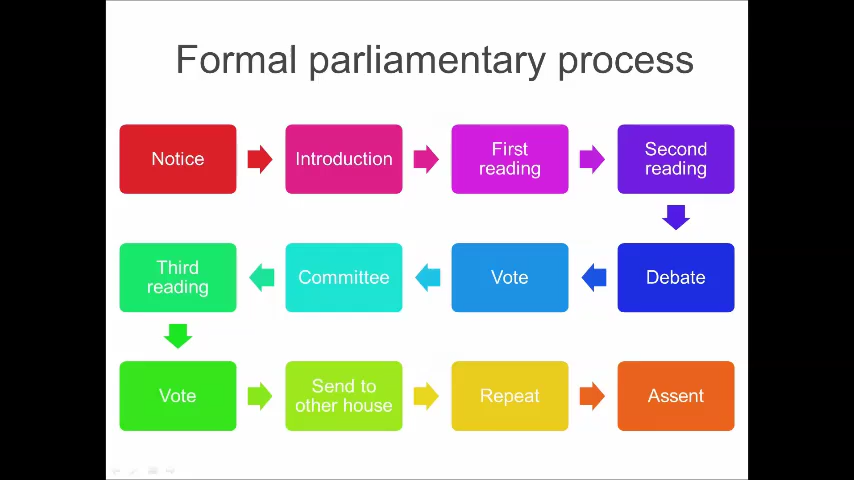 Formal parliamentary process
Notice
Introduction
First
reading
Second
reading
Debate
Vote
Committee
Third
reading
Vote
Send to
other house
Repeat
Assent